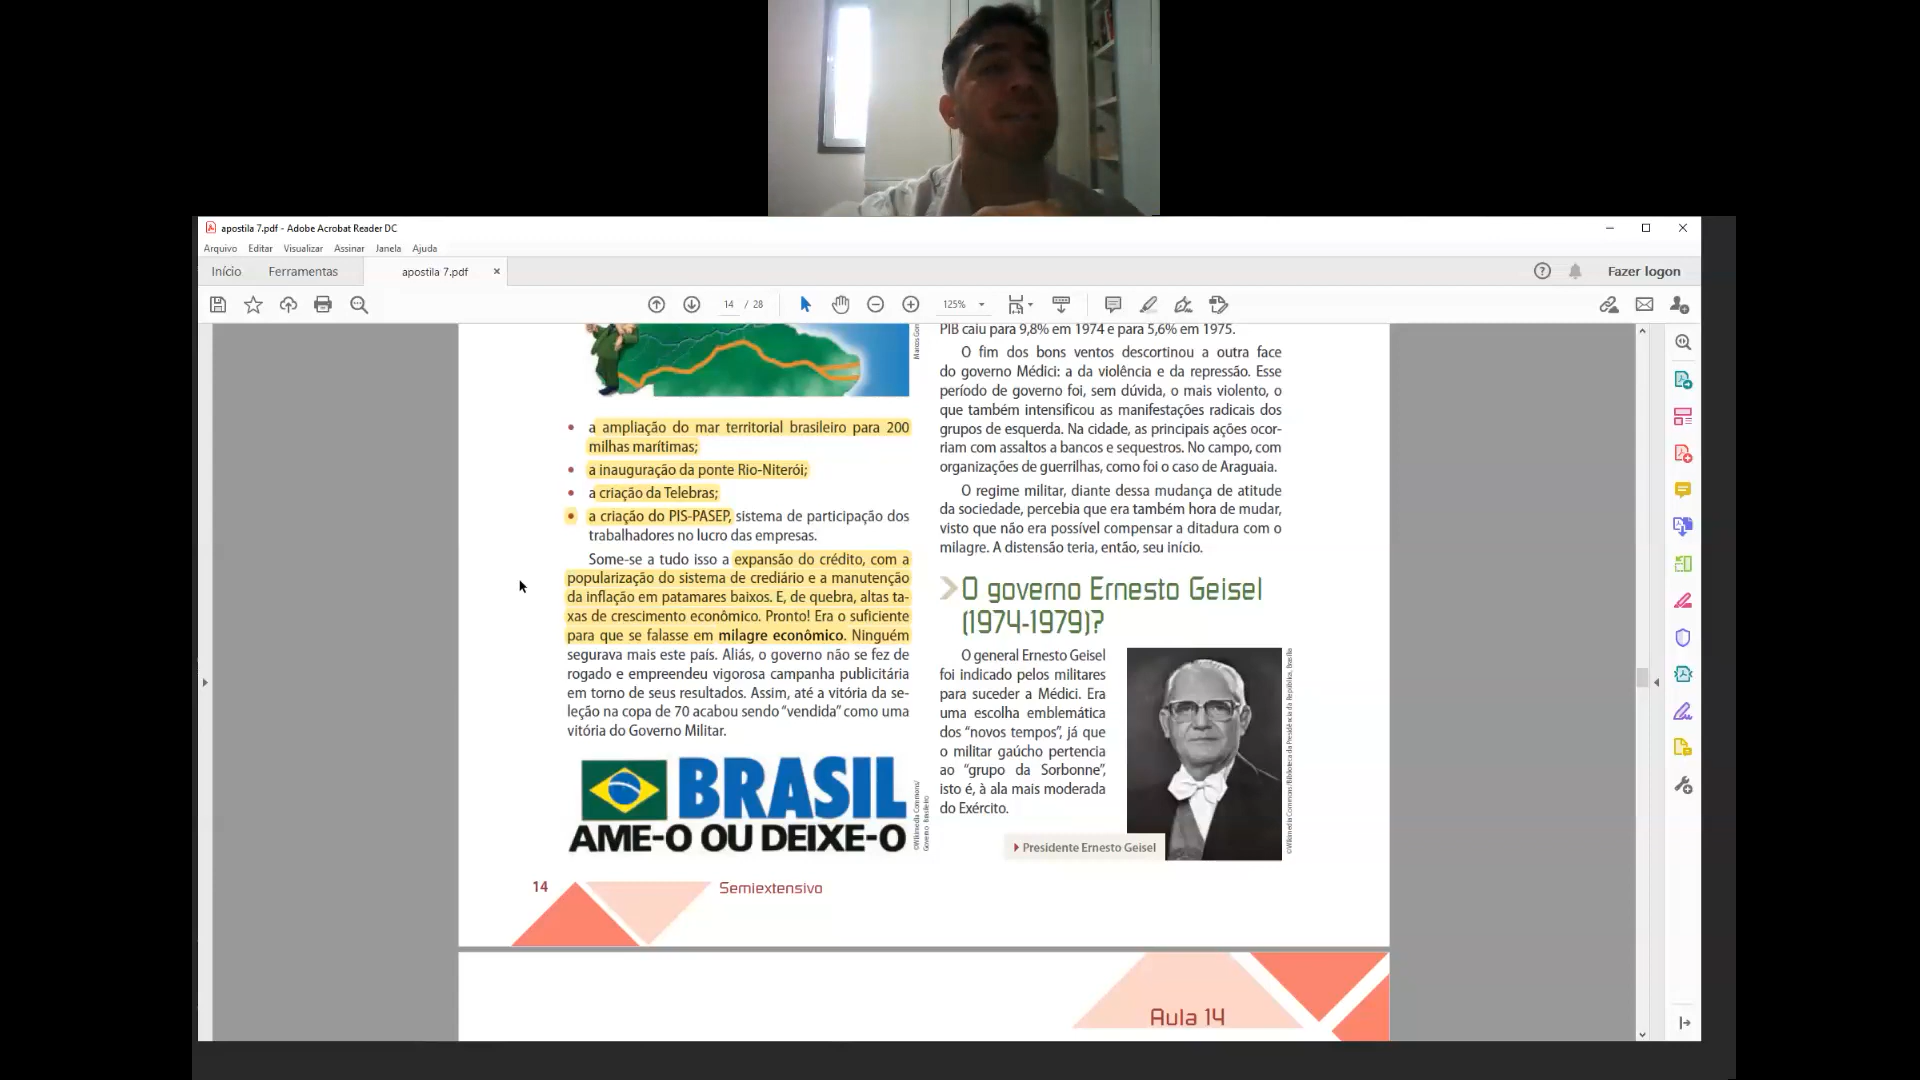 apostila 7.pdf - Adobe Acrobat Reader DC
Arquivo Editar Visualizar Assinar Janela Ajuda
Início Ferramentas apostila 7.pdf Fazer logon
14 / 28 125%
a ampliação do mar territorial brasileiro para 200
milhas marítimas;
a inauguração da ponte Rio-Niterói;
a criação da Telebras;
a criação do PIS-PASEP, sistema de participação dos
trabalhadores no lucro das empresas.
Some-se a tudo isso a expansão do crédito, com a
popularização do sistema de crediário e a manutenção
da inflação em patamares baixos. E, de quebra, altas ta-
xas de crescimento econômico. Pronto! Era o suficiente
para que se falasse em milagre econômico. Ninguém
segurava mais este país. Aliás, o governo não se fez de
rogado e empreendeu vigorosa campanha publicitária
em torno de seus resultados. Assim, até a vitória da se-
leção na copa de 70 acabou sendo “vendida” como uma
vitória do Governo Militar.
BRASIL
AME-O OU DEIXE-O
©Wikimedia Commons/
Governo Brasileiro
PIB caiu para 9,8% em 1974 e para 5,6% em 1975.
O fim dos bons ventos descortinou a outra face
do governo Médici: a da violência e da repressão. Esse
período de governo foi, sem dúvida, o mais violento, o
que também intensificou as manifestações radicais dos
grupos de esquerda. Na cidade, as principais ações ocor-
riam com assaltos a bancos e sequestros. No campo, com
organizações de guerrilhas, como foi o caso de Araguaia.
O regime militar, diante dessa mudança de atitude
da sociedade, percebia que era também hora de mudar,
visto que não era possível compensar a ditadura com o
milagre. A distensão teria, então, seu início.
O governo Ernesto Geisel
(1974-1979)?
O general Ernesto Geisel
foi indicado pelos militares
para suceder a Médici. Era
uma escolha emblemática
dos “novos tempos”, já que
o militar gaúcho pertencia
ao “grupo da Sorbonne”,
isto é, à ala mais moderada
do Exército.
Presidente Ernesto Geisel
©Wikimedia Commons/Biblioteca da Presidência da República, Brasília
14 Semiextensivo
Aula 14